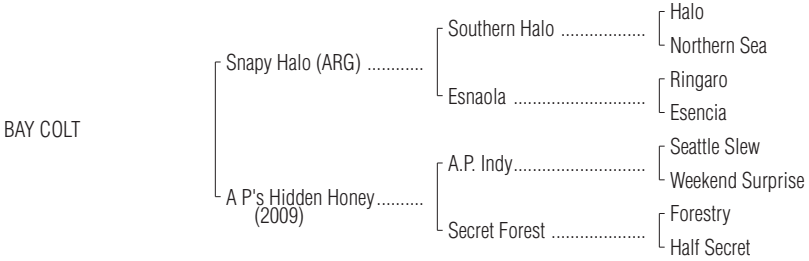 Halo
Southern Halo ..................
Northern Sea
Snapy Halo (ARG) ............
Ringaro
Esnaola ............................
Esencia
BAY COLT
Seattle Slew
A.P. Indy............................
Weekend Surprise
A P's Hidden Honey..........
(2009)
Forestry
Secret Forest ....................
Half Secret